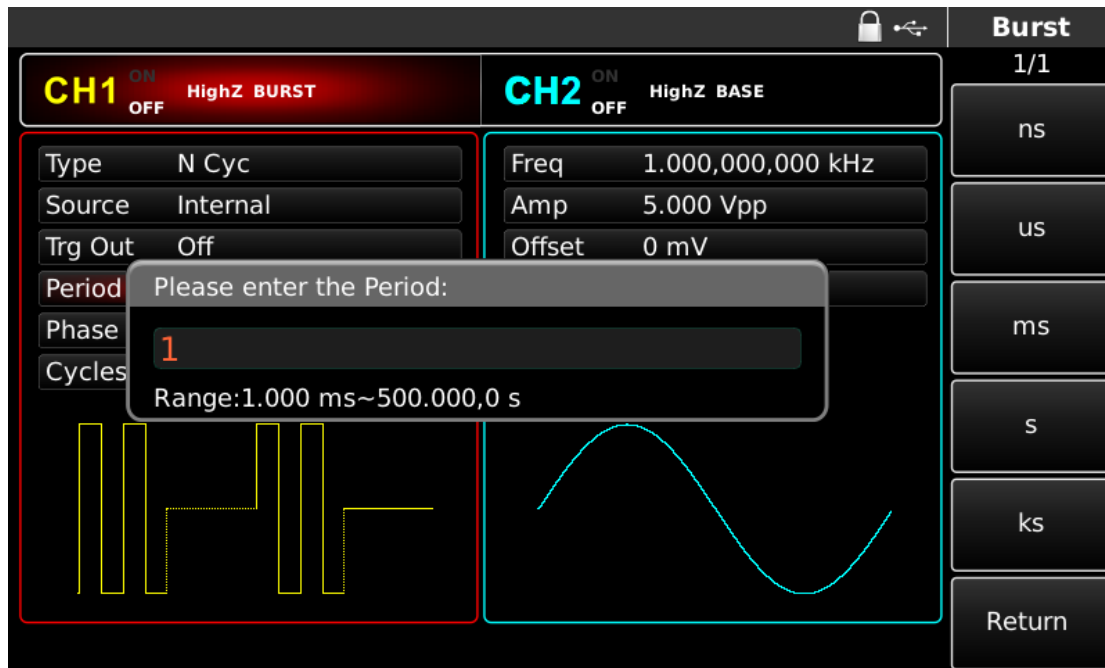 Burst
1/1
CH1 ON OFF HighZ BURST
CH2 ON OFF HighZ BASE
Type N Cyc
Source Internal
Trg Out Off
Period
Phase
Cycles
Freq 1.000,000,000 kHz
Amp 5.000 Vpp
Offset 0 mV
Please enter the Period:
1
Range:1.000 ms~500.000,0 s
ns
us
ms
s
ks
Return